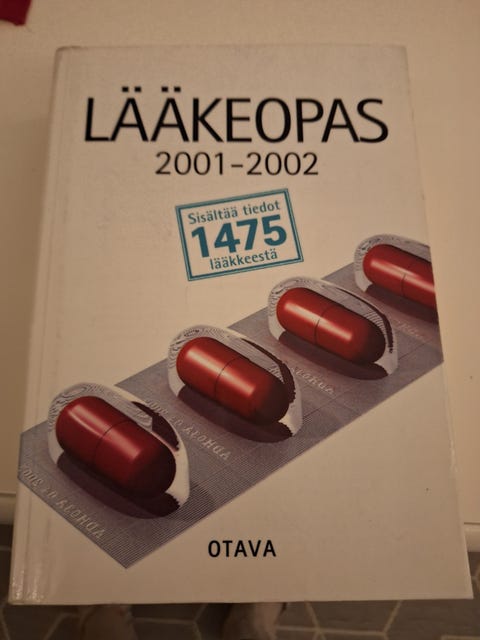 LÄÄKEOPAS
2001–2002
Sisältää tiedot
1475
lääkkeestä
OTAVA